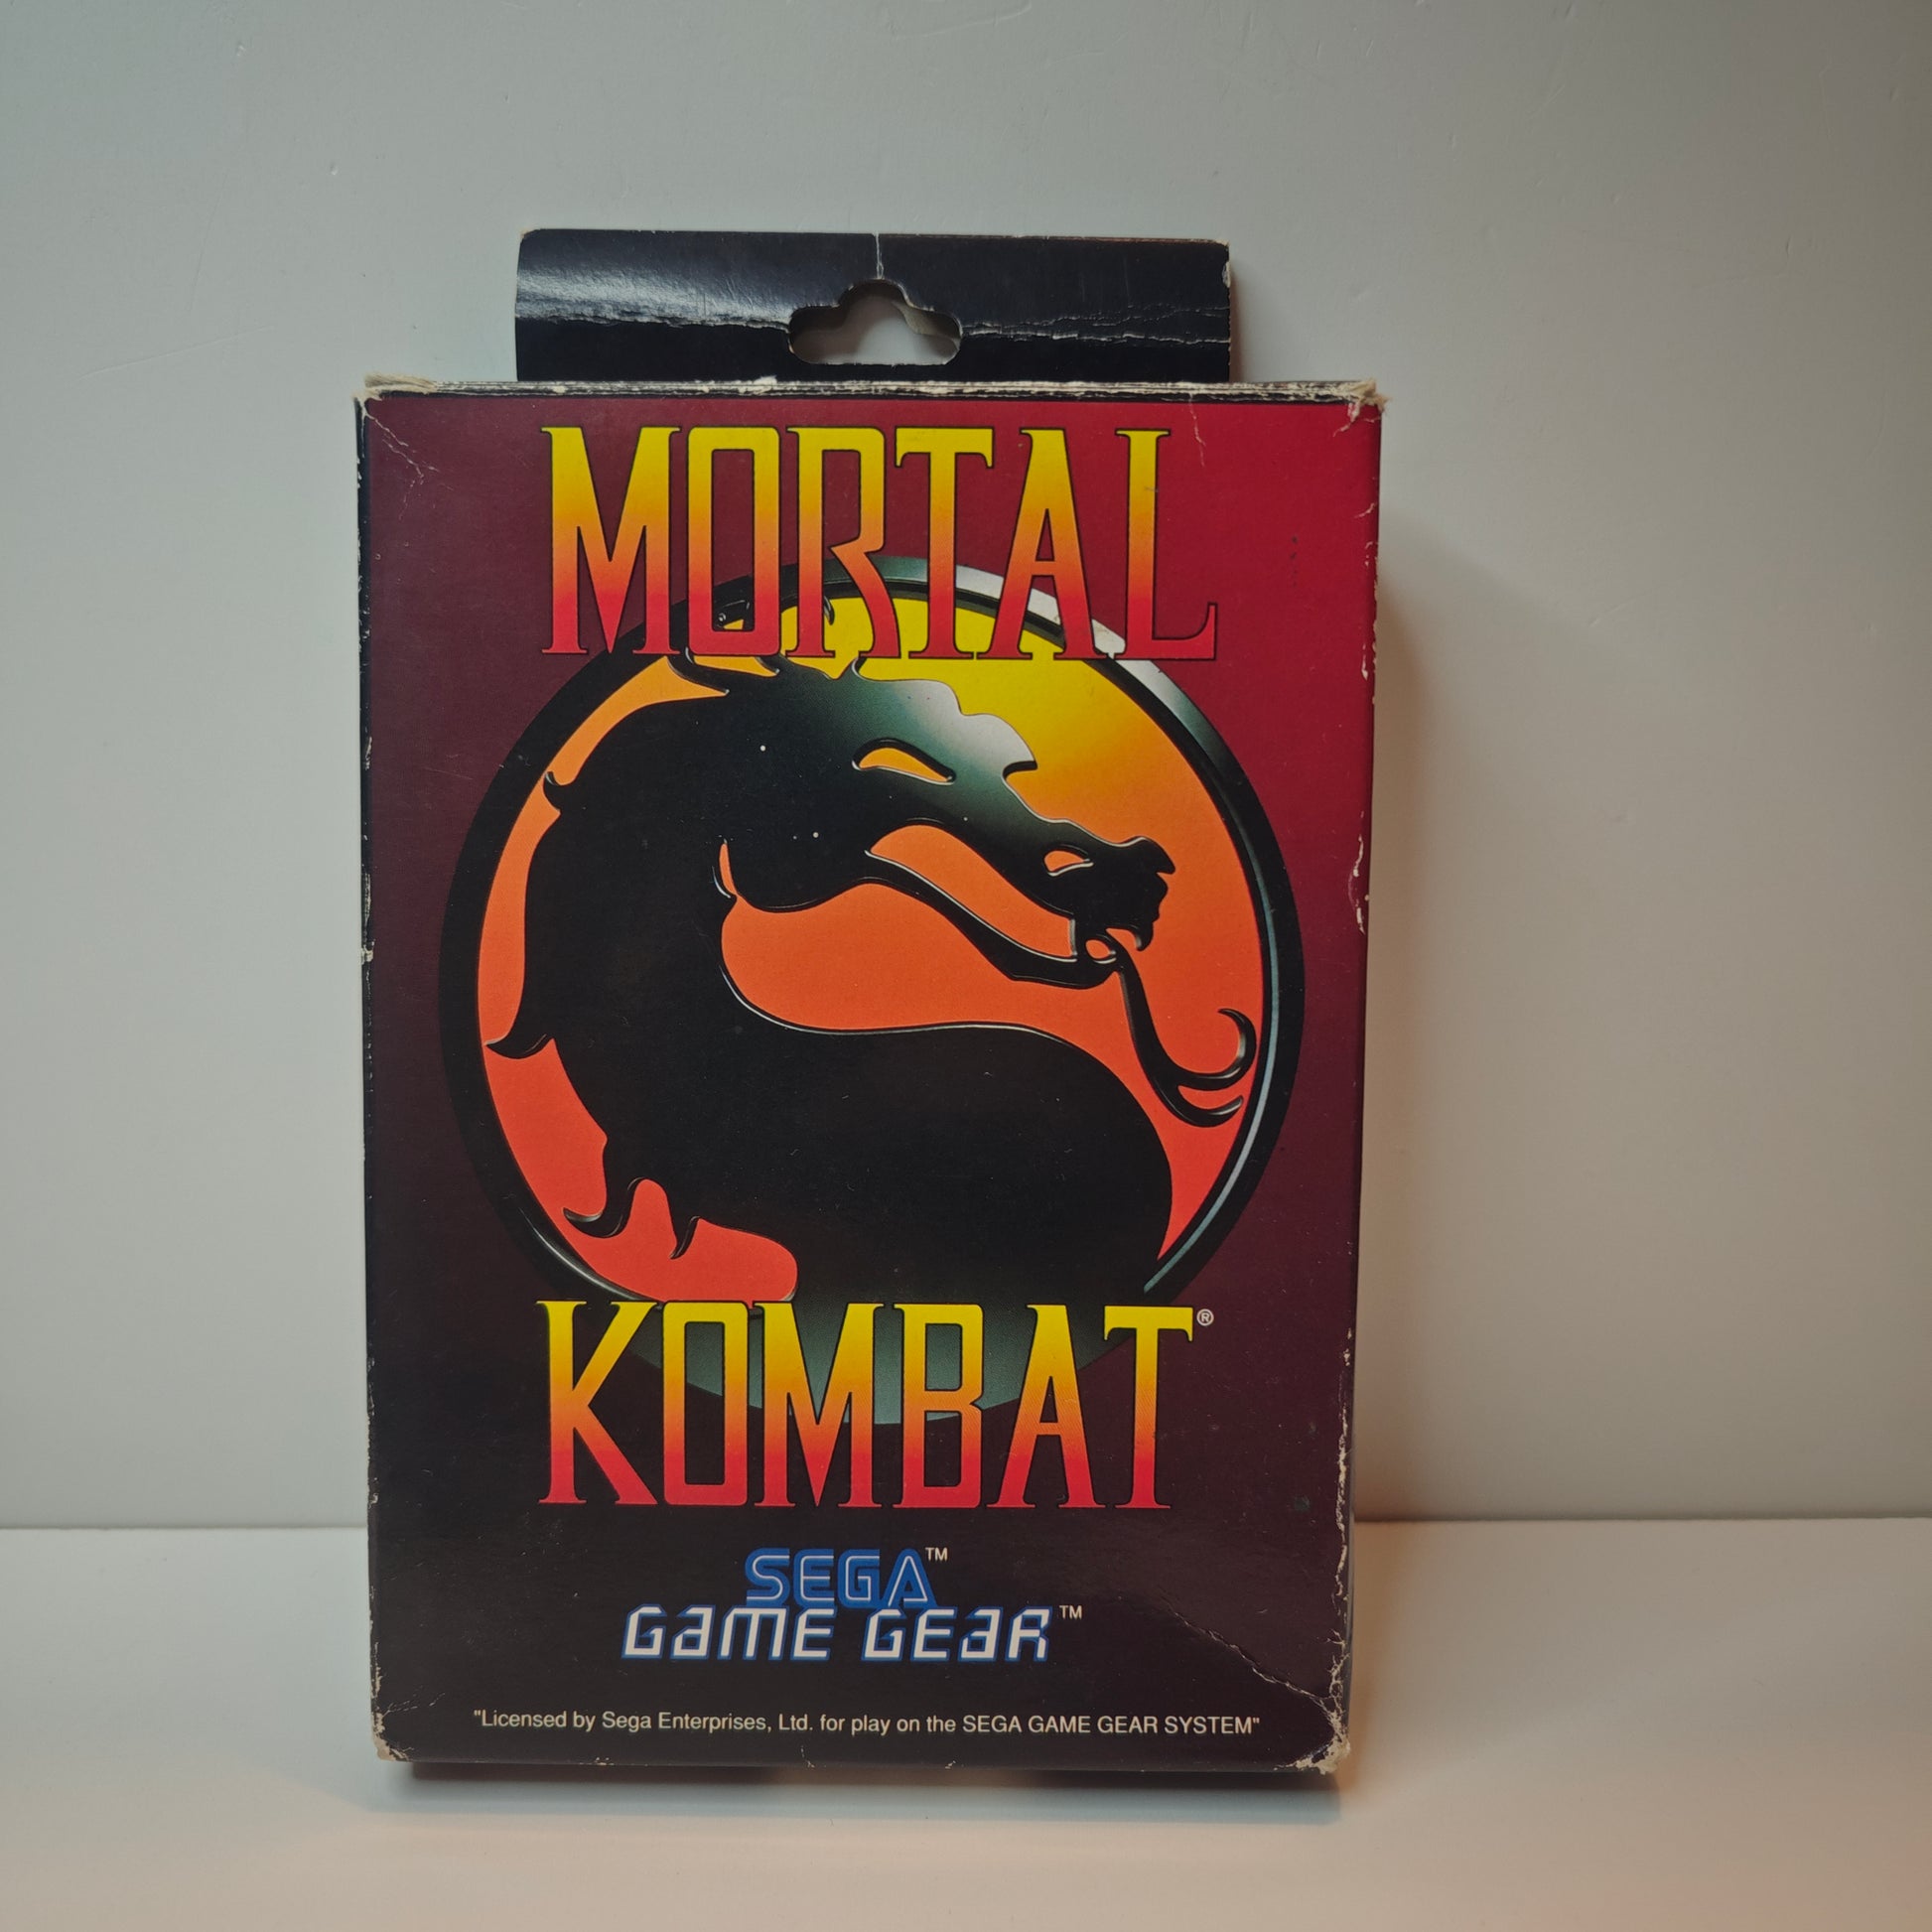 MORTAL
KOMBAT®
SEGA™
GAME GEAR™
"Licensed by Sega Enterprises, Ltd. for play on the SEGA GAME GEAR SYSTEM"